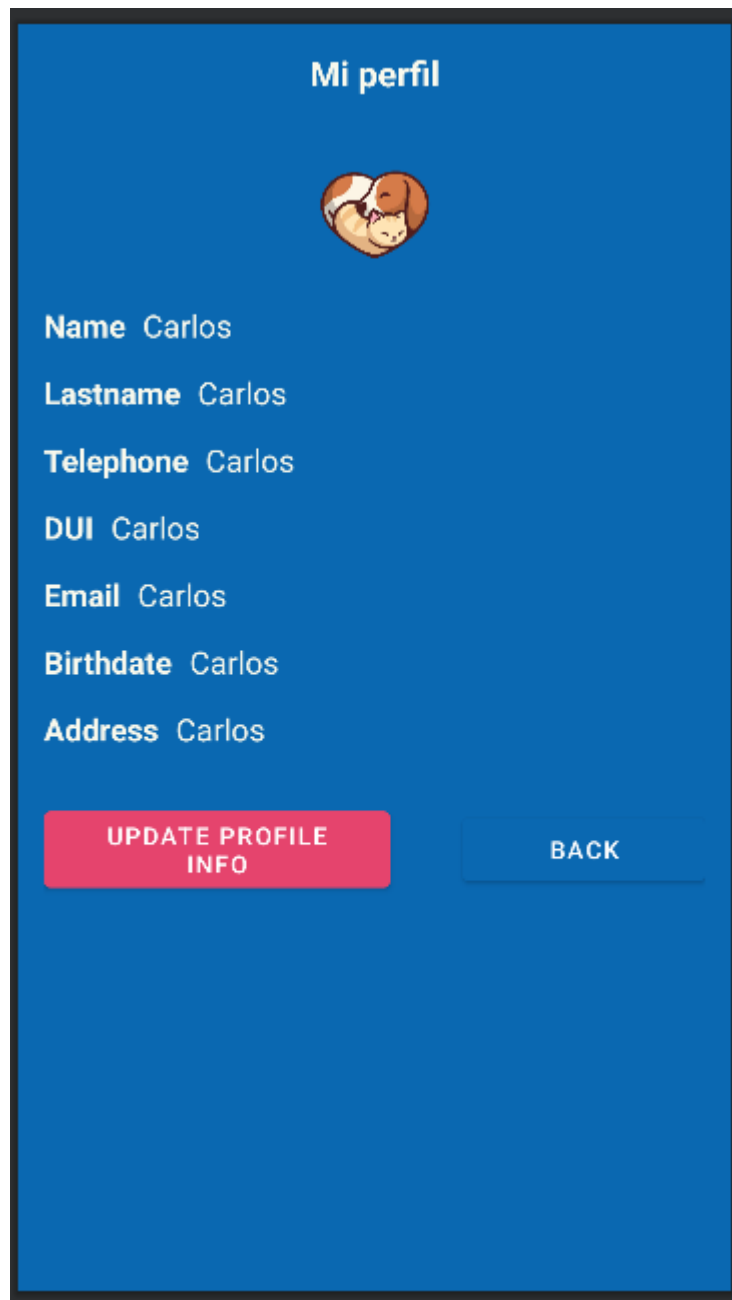 Mi perfil
Name Carlos
Lastname Carlos
Telephone Carlos
DUI Carlos
Email Carlos
Birthdate Carlos
Address Carlos
UPDATE PROFILE
INFO
BACK